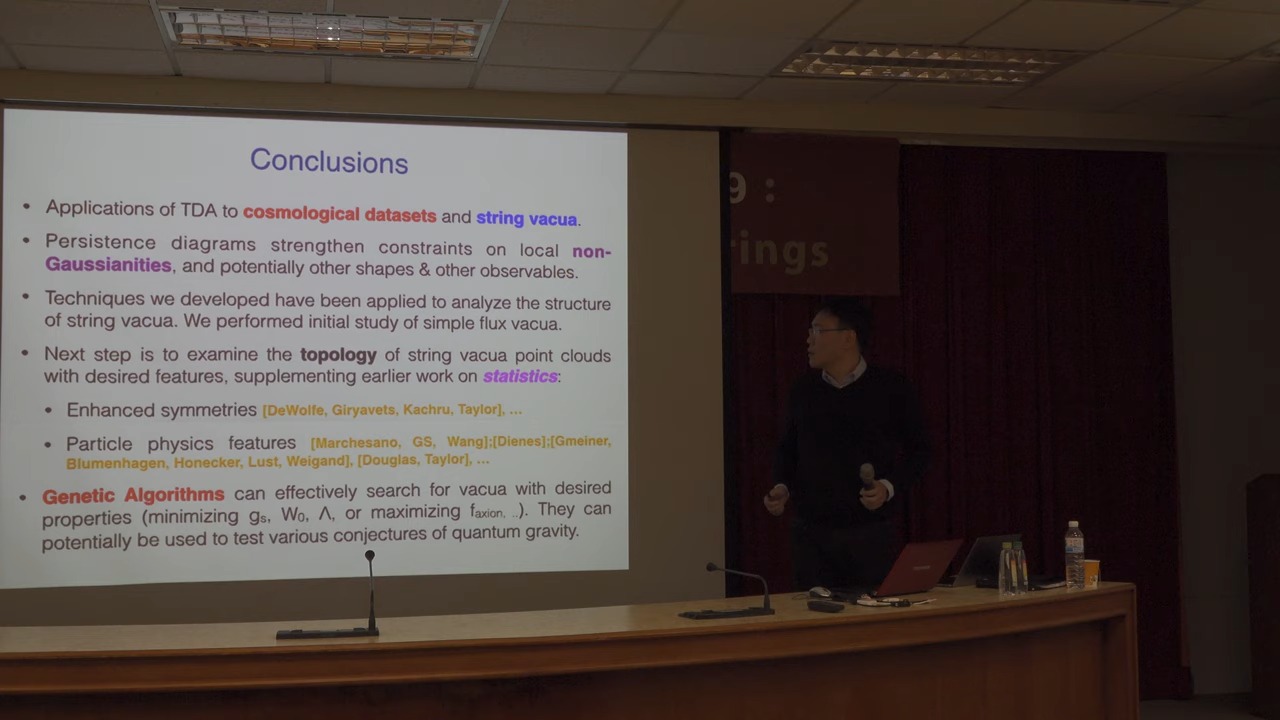 Conclusions
• Applications of TDA to cosmological datasets and string vacua.
• Persistence diagrams strengthen constraints on local non-
Gaussianities, and potentially other shapes & other observables.
• Techniques we developed have been applied to analyze the structure
of string vacua. We performed initial study of simple flux vacua.
• Next step is to examine the topology of string vacua point clouds
with desired features, supplementing earlier work on statistics:
• Enhanced symmetries [DeWolfe, Giryavets, Kachru, Taylor], ...
• Particle physics features [Marchesano, GS, Wang];[Dienes];[Gmeiner,
Blumenhagen, Honecker, Lust, Weigand], [Douglas, Taylor], ...
• Genetic Algorithms can effectively search for vacua with desired
properties (minimizing gs, W0, Λ, or maximizing faxion, ..). They can
potentially be used to test various conjectures of quantum gravity.
9 :
rings